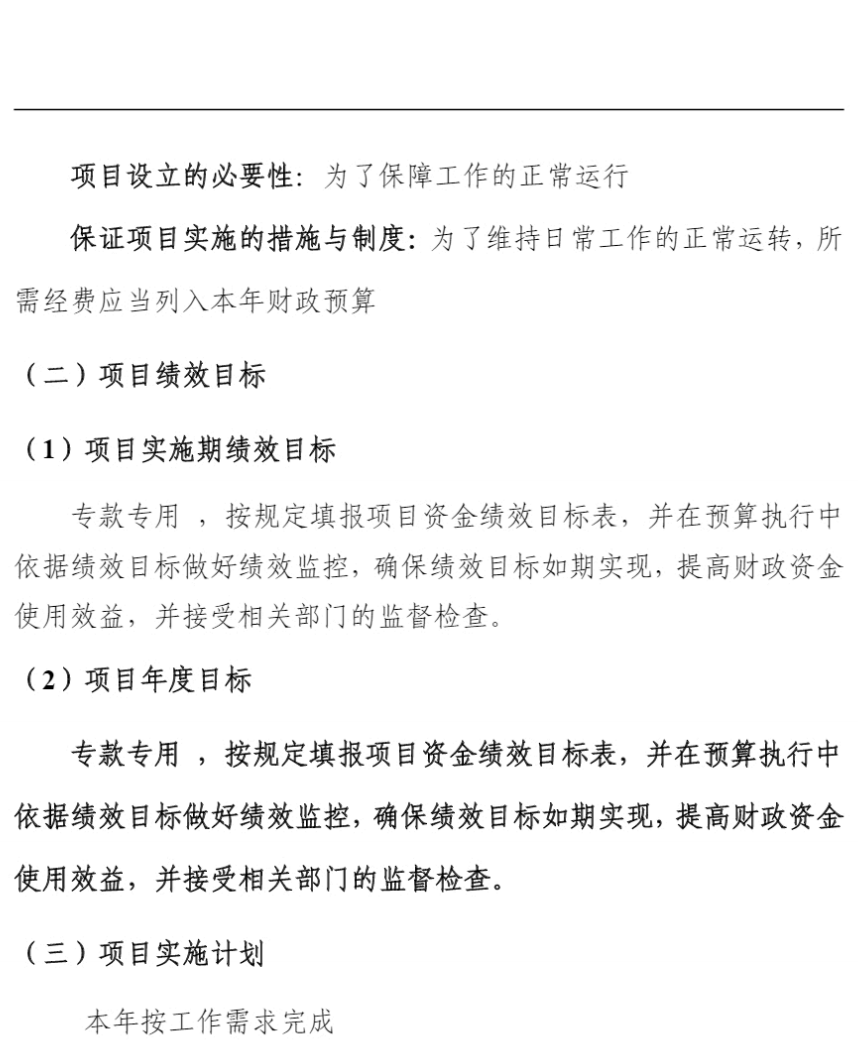 项目设立的必要性：为了保障工作的正常运行
保证项目实施的措施与制度：为了维持日常工作的正常运转，所
需经费应当列入本年财政预算
（二）项目绩效目标
（1）项目实施期绩效目标
专款专用 ，按规定填报项目资金绩效目标表，并在预算执行中
依据绩效目标做好绩效监控，确保绩效目标如期实现，提高财政资金
使用效益，并接受相关部门的监督检查。
（2）项目年度目标
专款专用 ，按规定填报项目资金绩效目标表，并在预算执行中
依据绩效目标做好绩效监控，确保绩效目标如期实现，提高财政资金
使用效益，并接受相关部门的监督检查。
（三）项目实施计划
本年按工作需求完成